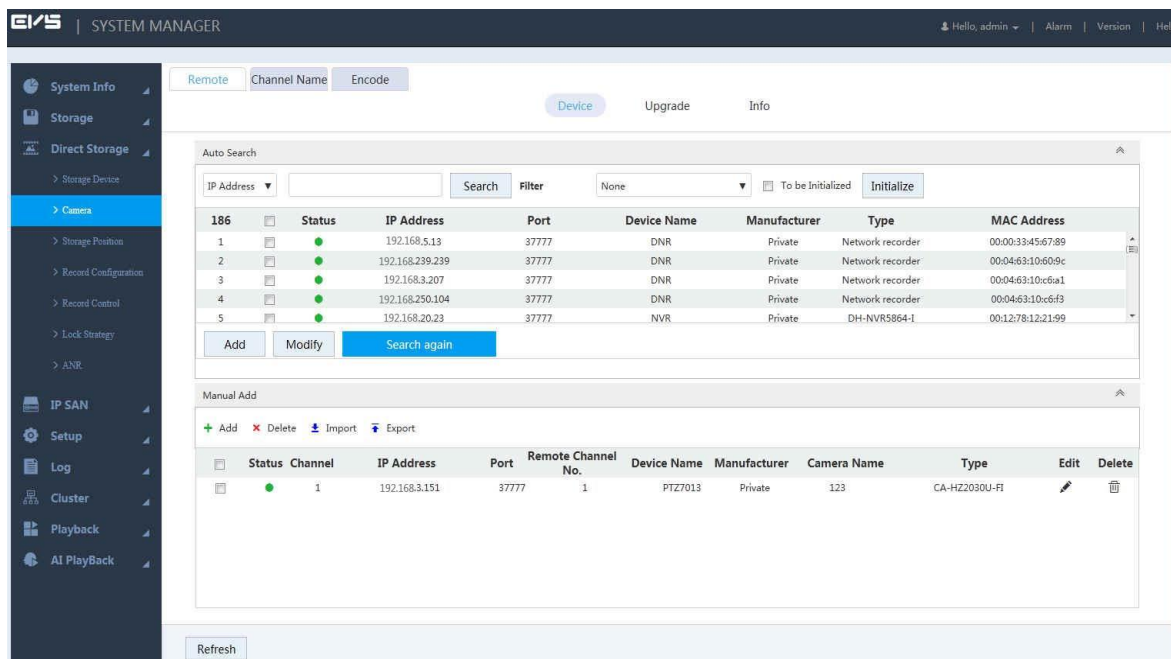 EIVS | SYSTEM MANAGER
Hello, admin | Alarm | Version | Hel
System Info
Storage
Direct Storage
> Storage Device
> Camera
> Storage Position
> Record Configuration
> Record Control
> Lock Strategy
> ANR
IP SAN
Setup
Log
Cluster
Playback
AI PlayBack
Remote Channel Name Encode
Device Upgrade Info
Auto Search
IP Address Search Filter None To be Initialized Initialize
186 Status IP Address Port Device Name Manufacturer Type MAC Address
1 192.168.5.13 37777 DNR Private Network recorder 00:00:33:45:67:89
2 192.168.239.239 37777 DNR Private Network recorder 00:04:63:10:60:9c
3 192.168.3.207 37777 DNR Private Network recorder 00:04:63:10:c6:a1
4 192.168.250.104 37777 DNR Private Network recorder 00:04:63:10:c6:f3
5 192.168.20.23 37777 NVR Private DH-NVR5864-I 00:12:78:12:21:99
Add Modify Search again
Manual Add
+ Add × Delete Import Export
Status Channel IP Address Port Remote Channel No. Device Name Manufacturer Camera Name Type Edit Delete
1 192.168.3.151 37777 1 PTZ7013 Private 123 CA-HZ2030U-FI
Refresh